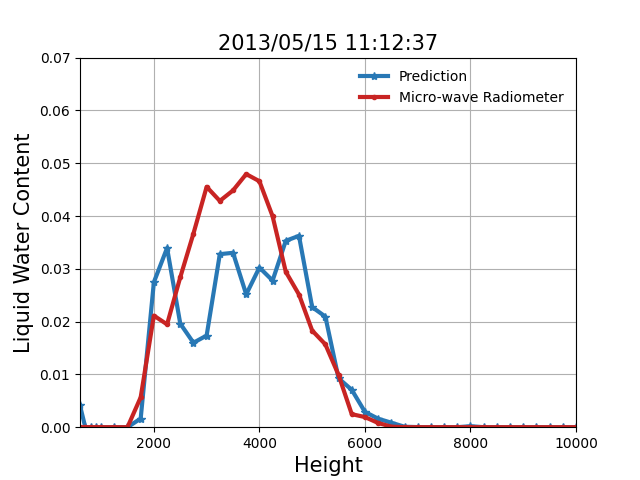 2013/05/15 11:12:37
0.07
0.06
0.05
0.04
0.03
0.02
0.01
0.00
Liquid Water Content
Prediction
Micro-wave Radiometer
2000 4000 6000 8000 10000
Height